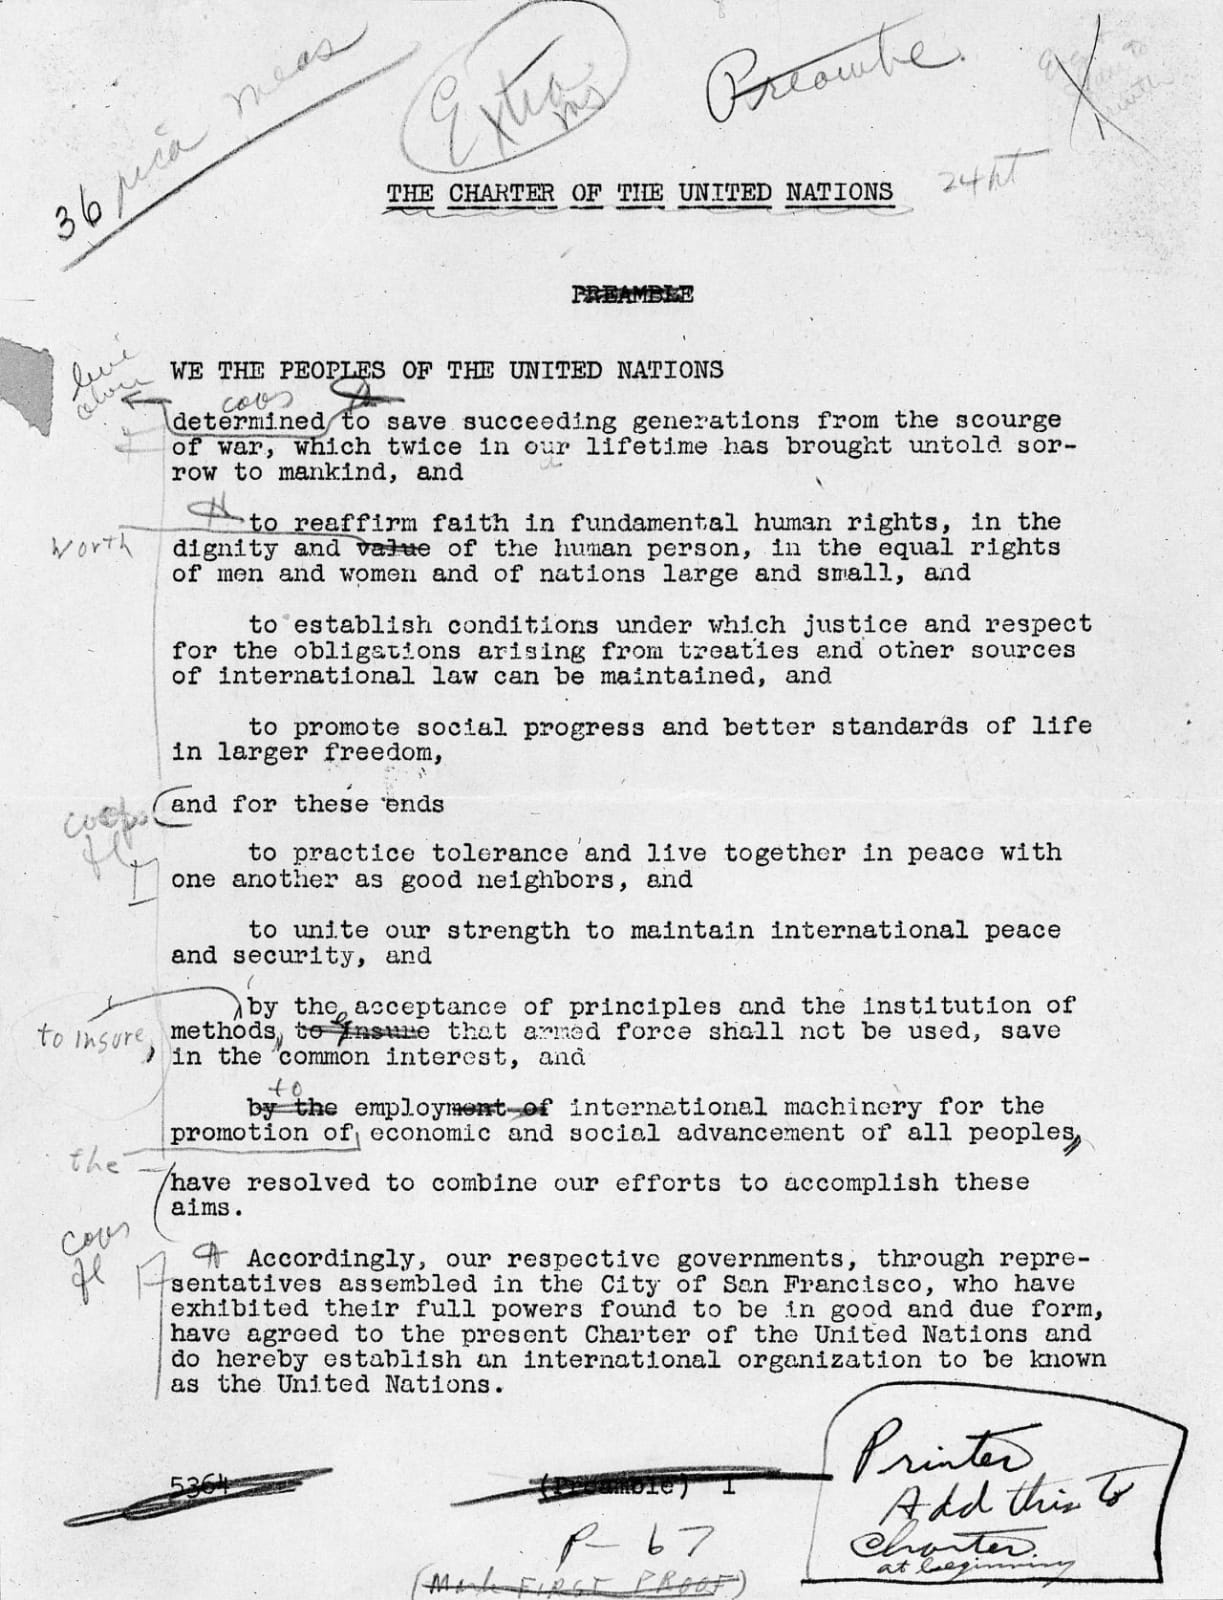 36 pica meas
Extra
ms
Preamble.
24 pt
THE CHARTER OF THE UNITED NATIONS
PREAMBLE
WE THE PEOPLES OF THE UNITED NATIONS
line
above
caps
determined to save succeeding generations from the scourge
of war, which twice in our lifetime has brought untold sor-
row to mankind, and
to reaffirm faith in fundamental human rights, in the
worth
dignity and value of the human person, in the equal rights
of men and women and of nations large and small, and
to establish conditions under which justice and respect
for the obligations arising from treaties and other sources
of international law can be maintained, and
to promote social progress and better standards of life
in larger freedom,
and for these ends
caps
fl
to practice tolerance and live together in peace with
one another as good neighbors, and
to unite our strength to maintain international peace
and security, and
by the acceptance of principles and the institution of
to insure,
methods, to insure that armed force shall not be used, save
in the common interest, and
to
by the employment of international machinery for the
promotion of economic and social advancement of all peoples,
the
have resolved to combine our efforts to accomplish these
aims.
caps
fl
Accordingly, our respective governments, through repre-
sentatives assembled in the City of San Francisco, who have
exhibited their full powers found to be in good and due form,
have agreed to the present Charter of the United Nations and
do hereby establish an international organization to be known
as the United Nations.
5364
(Preamble) 1
P- 67
(Mark FIRST PROOF)
Printer
Add this to
Charter
at beginning